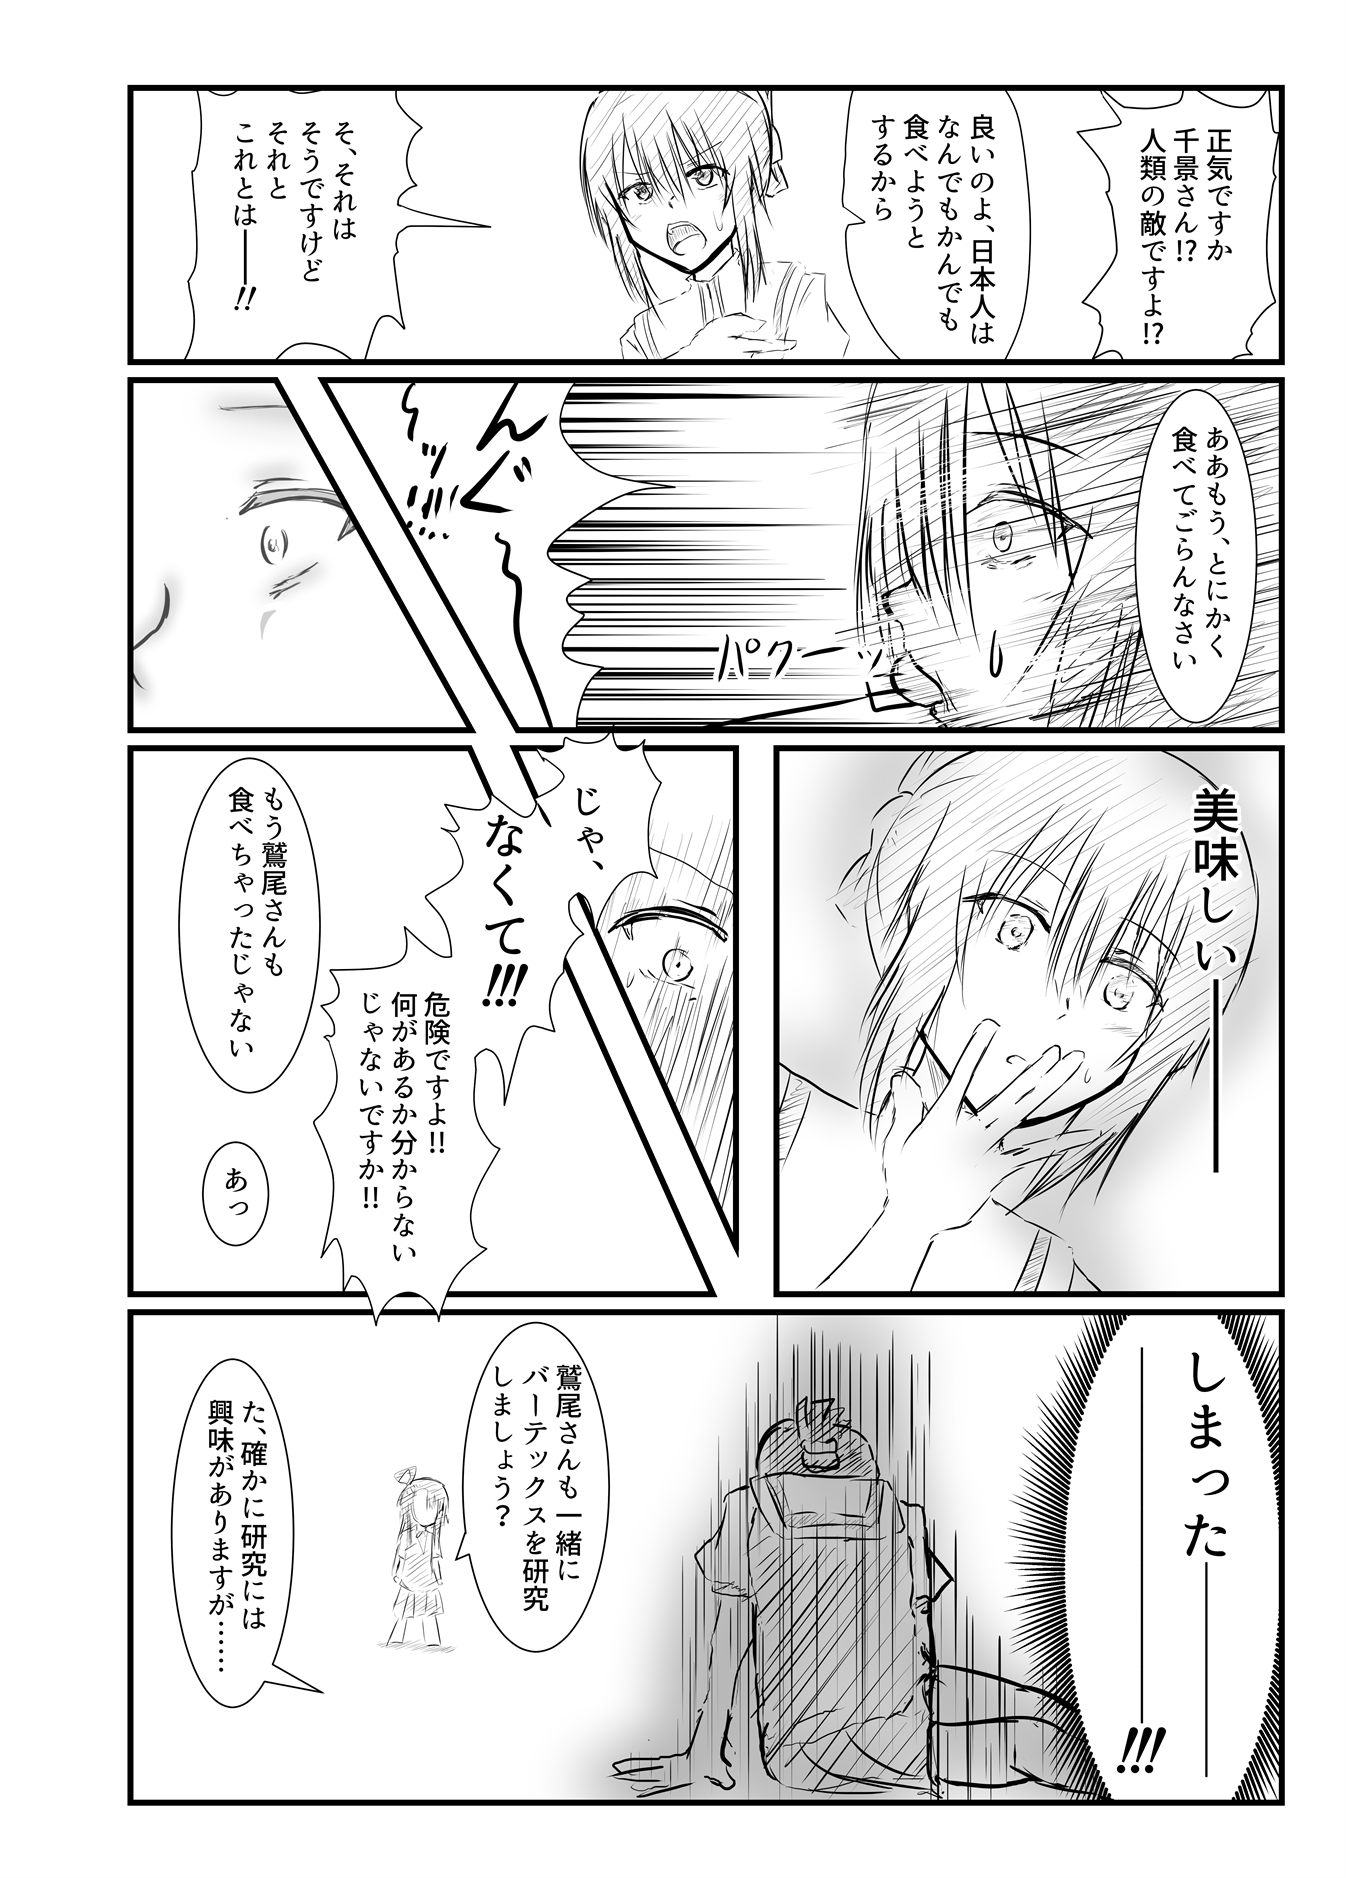 正気ですか
千景さん!?
人類の敵ですよ!?
良いのよ、日本人は
なんでもかんでも
食べようと
するから
そ、それは
そうですけど
それと
これとは――!!
ああもう、とにかく
食べてごらんなさい
パクーッ
んぐ〜〜っ
ッ!!!
美味しい――
じゃ、
なくて!!!
危険ですよ!!
何があるか分からない
じゃないですか!!
もう鷲尾さんも
食べちゃったじゃない
あっ
しまった――
――!!!
鷲尾さんも一緒に
バーテックスを研究
しましょう？
た、確かに研究には
興味がありますが……